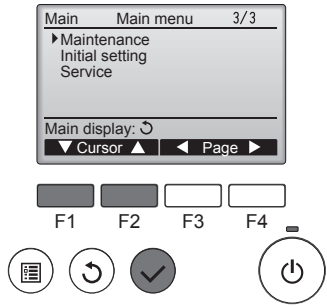 Main Main menu 3/3
Maintenance
Initial setting
Service
Main display:
Cursor Page
F1 F2 F3 F4